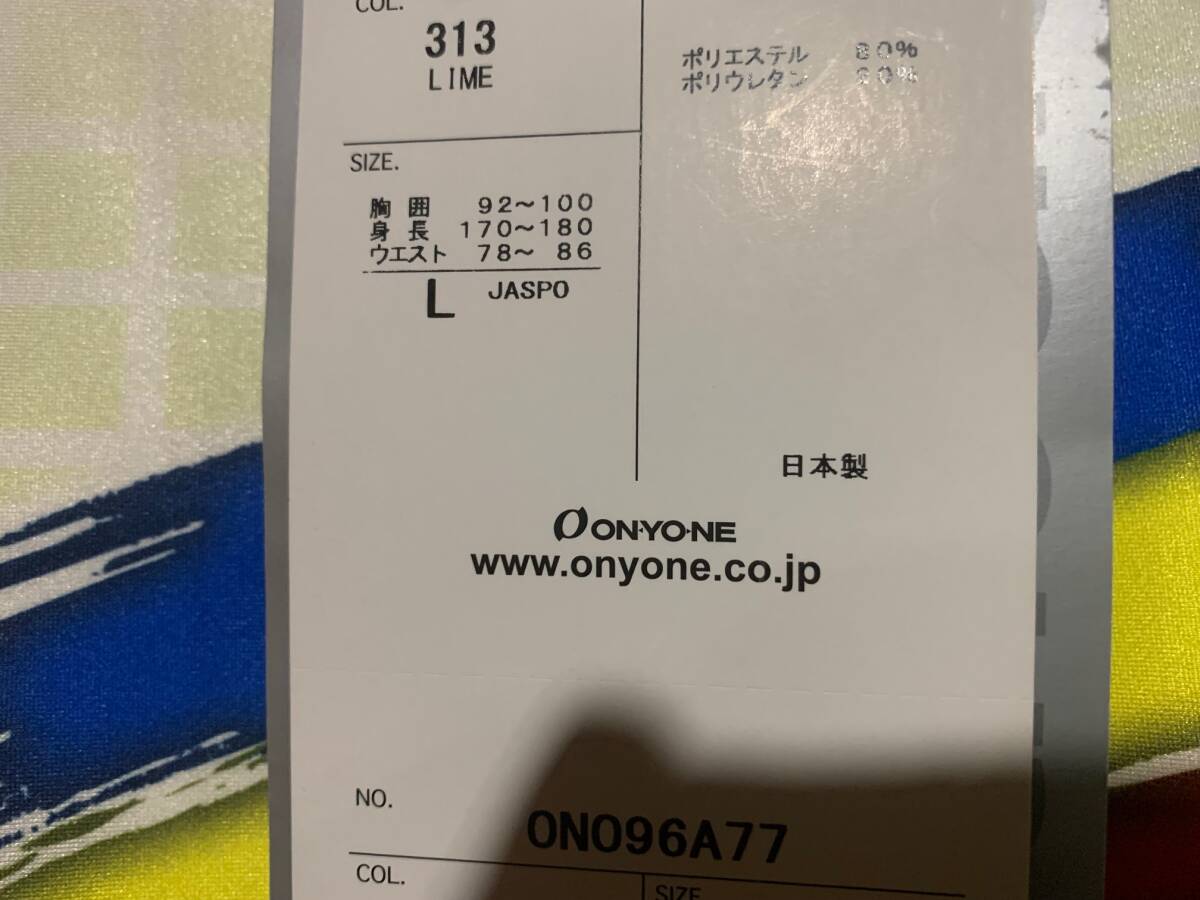 COL.
313
LIME
ポリエステル 80%
ポリウレタン 20%
SIZE.
胸囲 92～100
身長 170～180
ウエスト 78～ 86
L JASPO
日本製
ON・YO・NE
www.onyone.co.jp
NO.
ONO96A77
COL.
SIZE